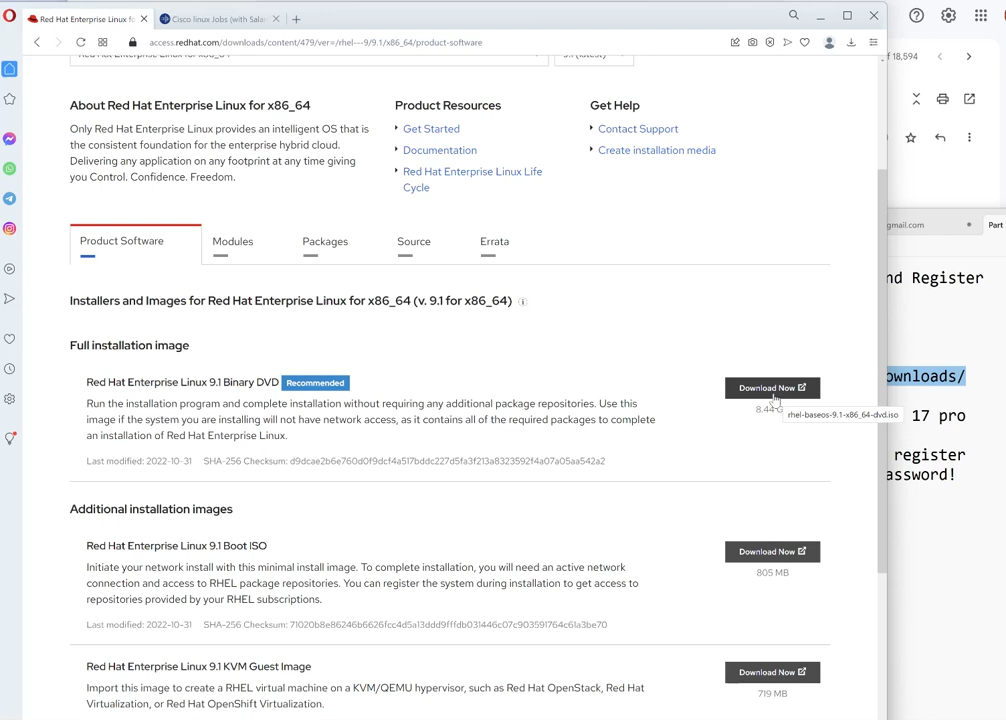 Red Hat Enterprise Linux fo
Cisco linux Jobs (with Salar
access.redhat.com/downloads/content/479/ver=/rhel---9/9.1/x86_64/product-software
of 18,594
About Red Hat Enterprise Linux for x86_64
Only Red Hat Enterprise Linux provides an intelligent OS that is
the consistent foundation for the enterprise hybrid cloud.
Delivering any application on any footprint at any time giving
you Control. Confidence. Freedom.
Product Resources
Get Started
Documentation
Red Hat Enterprise Linux Life
Cycle
Get Help
Contact Support
Create installation media
gmail.com
Part
nd Register
Product Software
Modules
Packages
Source
Errata
Installers and Images for Red Hat Enterprise Linux for x86_64 (v. 9.1 for x86_64)
Full installation image
Red Hat Enterprise Linux 9.1 Binary DVD Recommended
Run the installation program and complete installation without requiring any additional package repositories. Use this
image if the system you are installing will not have network access, as it contains all of the required packages to complete
an installation of Red Hat Enterprise Linux.
Last modified: 2022-10-31 SHA-256 Checksum: d9dcae2b6e760d0f9dcf4a517bddc227d5fa3f213a8323592f4a07a05aa542a2
Download Now
8.44 G
rhel-baseos-9.1-x86_64-dvd.iso
ownloads/
17 pro
register
assword!
Additional installation images
Red Hat Enterprise Linux 9.1 Boot ISO
Initiate your network install with this minimal install image. To complete installation, you will need an active network
connection and access to RHEL package repositories. You can register the system during installation to get access to
repositories provided by your RHEL subscriptions.
Last modified: 2022-10-31 SHA-256 Checksum: 71020b8e86246b6626fcc4d5a13ddd9fffdb031446c07c903591764c61a3be70
Download Now
805 MB
Red Hat Enterprise Linux 9.1 KVM Guest Image
Import this image to create a RHEL virtual machine on a KVM/QEMU hypervisor, such as Red Hat OpenStack, Red Hat
Virtualization, or Red Hat OpenShift Virtualization.
Download Now
719 MB